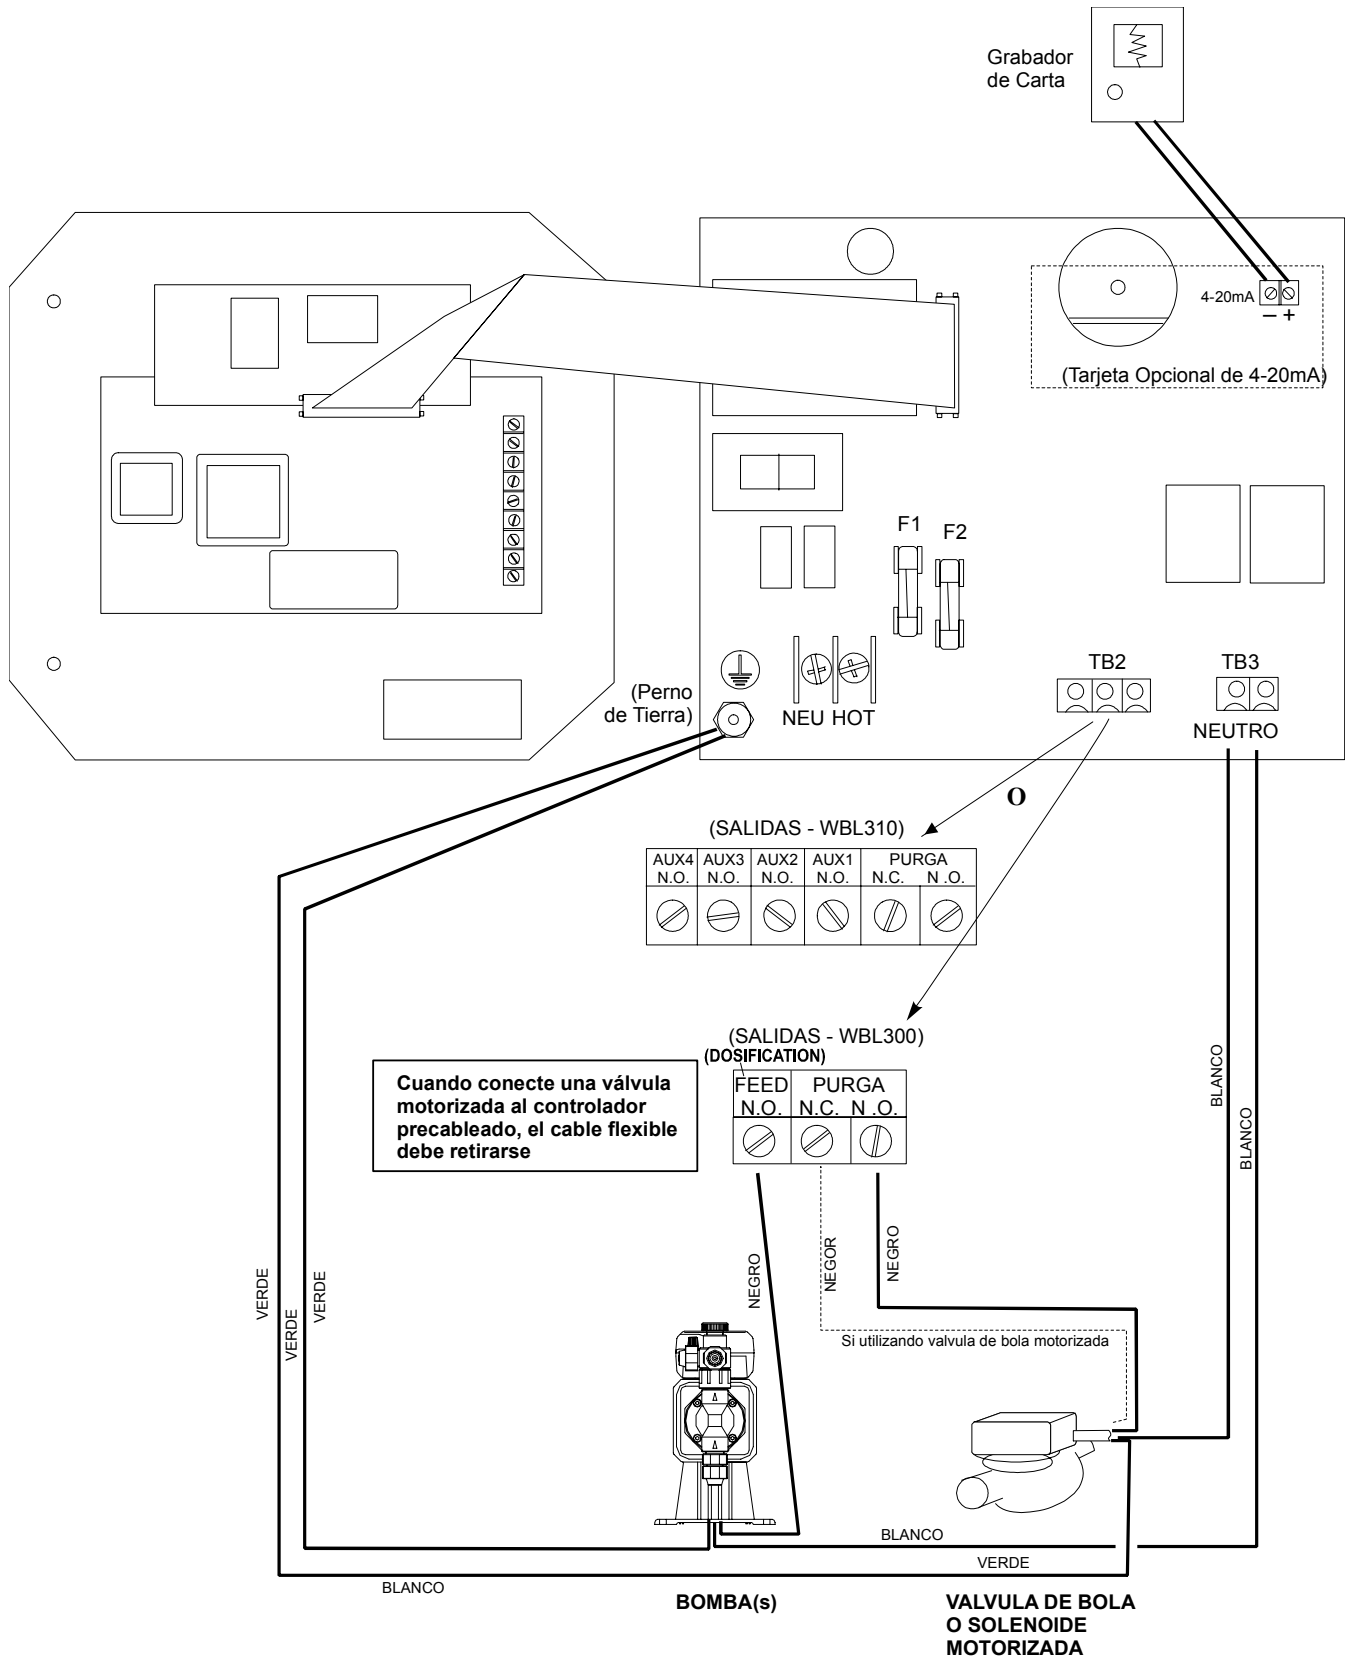 Grabador
de Carta
4-20mA
– +
(Tarjeta Opcional de 4-20mA)
F1
F2
TB2
TB3
(Perno
de Tierra)
NEU HOT
NEUTRO
O
(SALIDAS - WBL310)
AUX4 AUX3 AUX2 AUX1 PURGA
N.O. N.O. N.O. N.O. N.C. N .O.
(SALIDAS - WBL300)
(DOSIFICATION)
FEED PURGA
N.O. N.C. N .O.
Cuando conecte una válvula
motorizada al controlador
precableado, el cable flexible
debe retirarse
BLANCO
BLANCO
VERDE
VERDE
VERDE
NEGRO
NEGOR
NEGRO
Si utilizando valvula de bola motorizada
BLANCO
VERDE
BLANCO
BOMBA(s)
VALVULA DE BOLA
O SOLENOIDE
MOTORIZADA